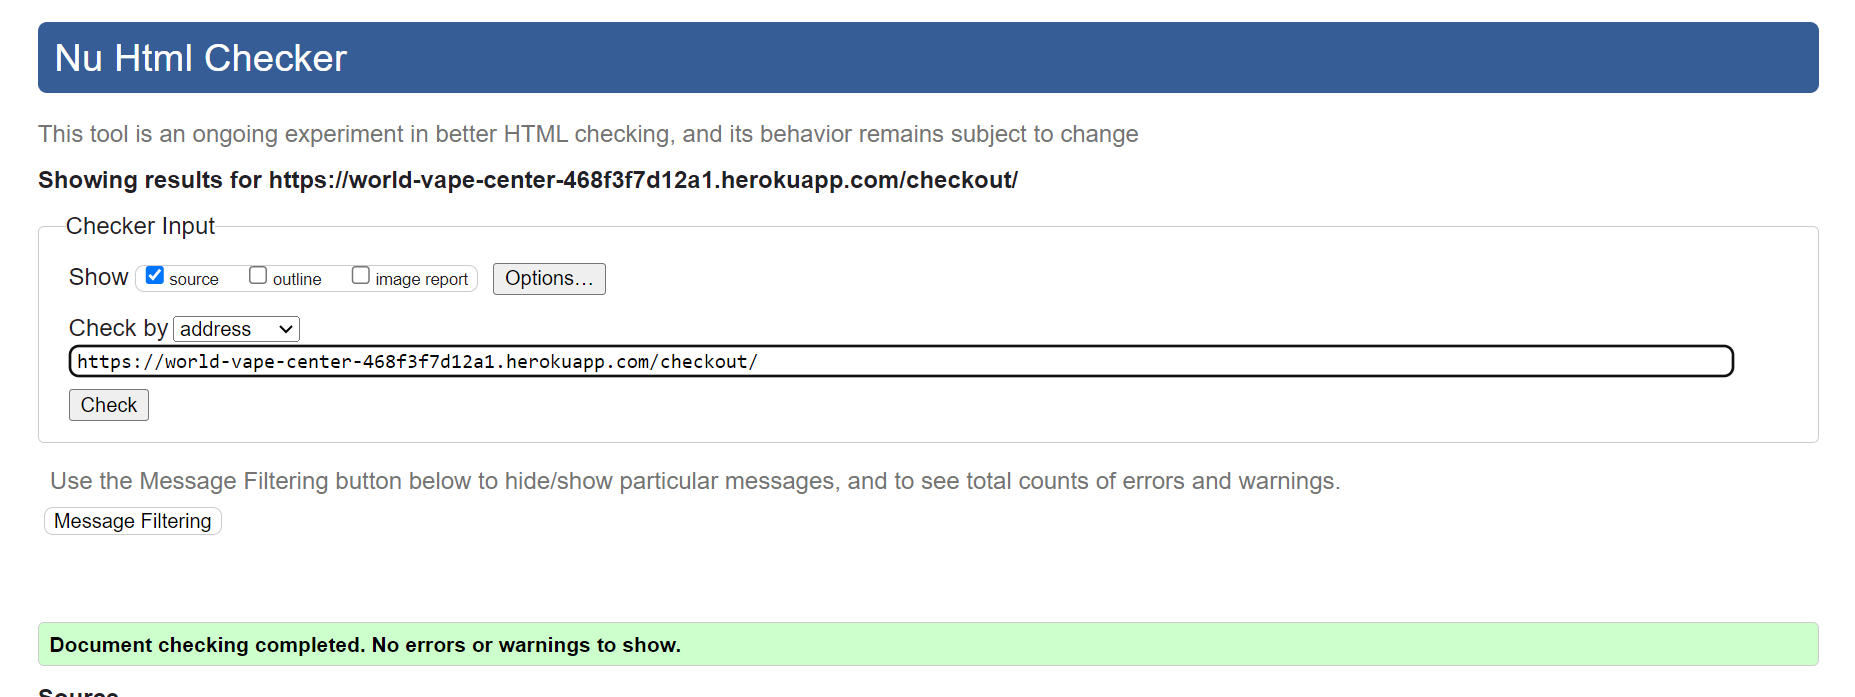 Nu Html Checker
This tool is an ongoing experiment in better HTML checking, and its behavior remains subject to change
Showing results for https://world-vape-center-468f3f7d12a1.herokuapp.com/checkout/
Checker Input
Show source outline image report Options...
Check by address
https://world-vape-center-468f3f7d12a1.herokuapp.com/checkout/
Check
Use the Message Filtering button below to hide/show particular messages, and to see total counts of errors and warnings.
Message Filtering
Document checking completed. No errors or warnings to show.
Source